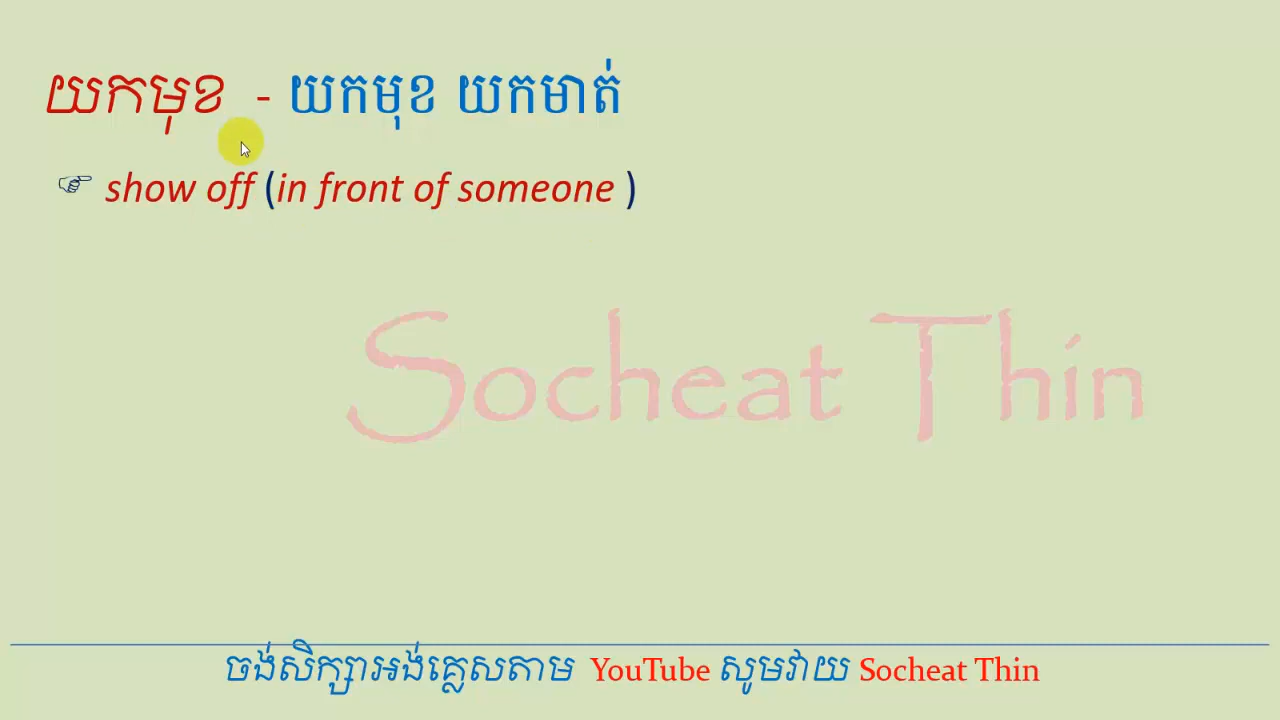 យកមុខ - យកមុខ យកមាត់
☞ show off (in front of someone )
Socheat Thin
ចង់សិក្សាអង់គ្លេសតាម YouTube សូមវាយ Socheat Thin